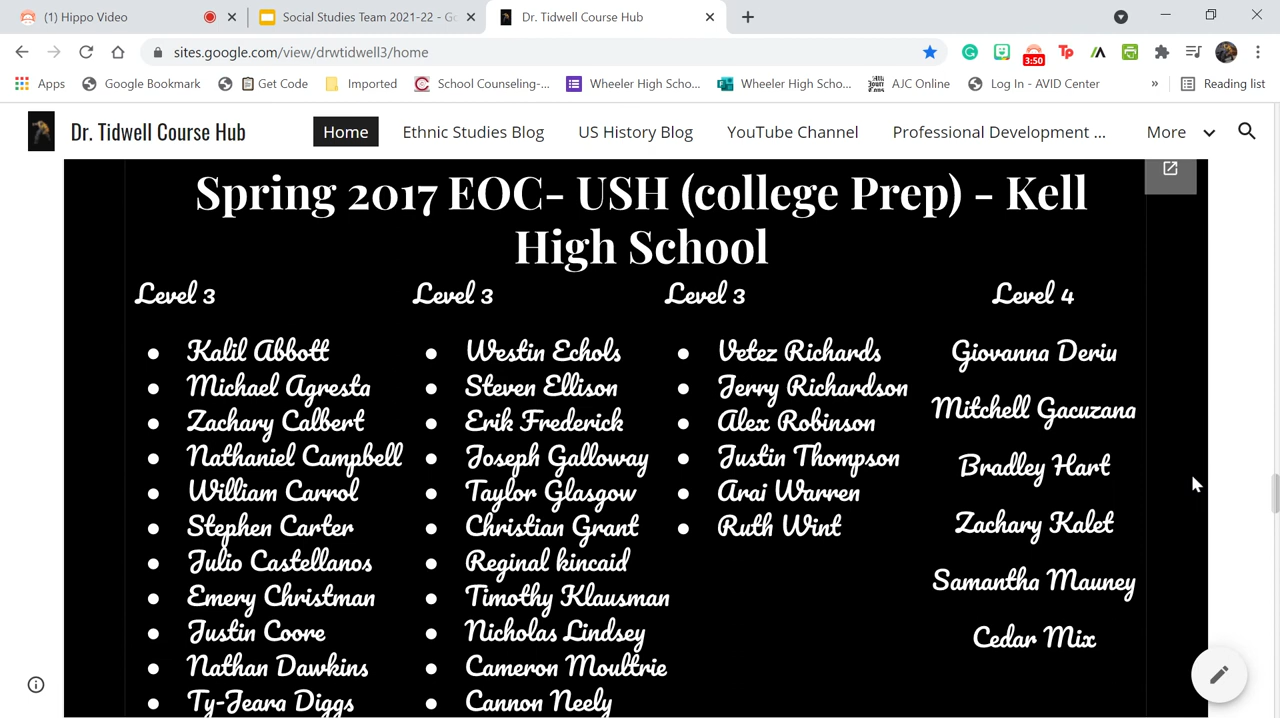 (1) Hippo Video
Social Studies Team 2021-22 - Go
Dr. Tidwell Course Hub
sites.google.com/view/drwtidwell3/home
3:50
Apps
Google Bookmark
Get Code
Imported
School Counseling-...
Wheeler High Scho...
Wheeler High Scho...
AJC Online
Log In - AVID Center
»
Reading list
Dr. Tidwell Course Hub
Home
Ethnic Studies Blog
US History Blog
YouTube Channel
Professional Development ...
More
Spring 2017 EOC- USH (college Prep) - Kell
High School
Level 3
Kalil Abbott
Michael Agresta
Zachary Calbert
Nathaniel Campbell
William Carrol
Stephen Carter
Julio Castellanos
Emery Christman
Justin Coore
Nathan Dawkins
Ty-Jeara Diggs
Level 3
Westin Echols
Steven Ellison
Erik Frederick
Joseph Galloway
Taylor Glasgow
Christian Grant
Reginal kincaid
Timothy Klausman
Nicholas Lindsey
Cameron Moultrie
Cannon Neely
Level 3
Vetez Richards
Jerry Richardson
Alex Robinson
Justin Thompson
Arai Warren
Ruth Wint
Level 4
Giovanna Deriu
Mitchell Gacuzana
Bradley Hart
Zachary Kalet
Samantha Mauney
Cedar Mix